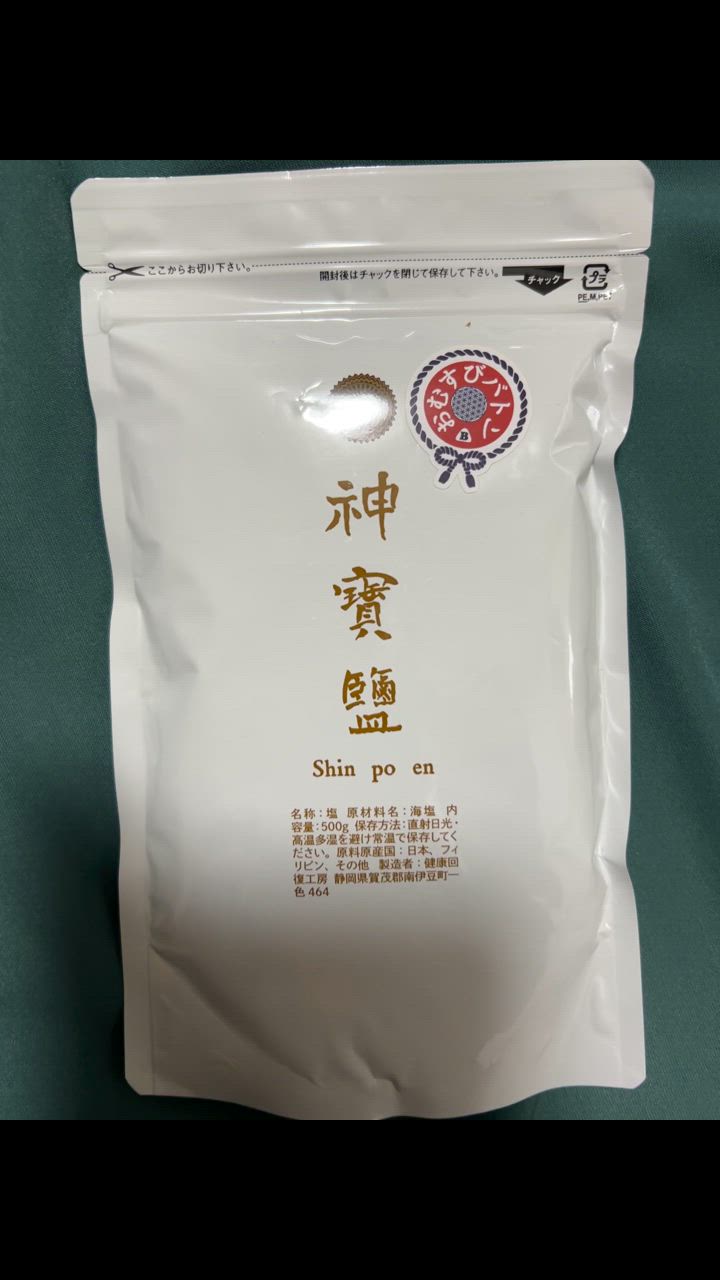 ここからお切り下さい。
開封後はチャックを閉じて保存して下さい。
チャック
プラ
PE,M,PET
おむすびバトン
B
神
寶
鹽
Shin po en
名称：塩 原材料名：海塩 内
容量：500g 保存方法：直射日光・
高温多湿を避け常温で保存してく
ださい。原料原産国：日本、フィ
リピン、その他 製造者：健康回
復工房 静岡県賀茂郡南伊豆町一
色 464